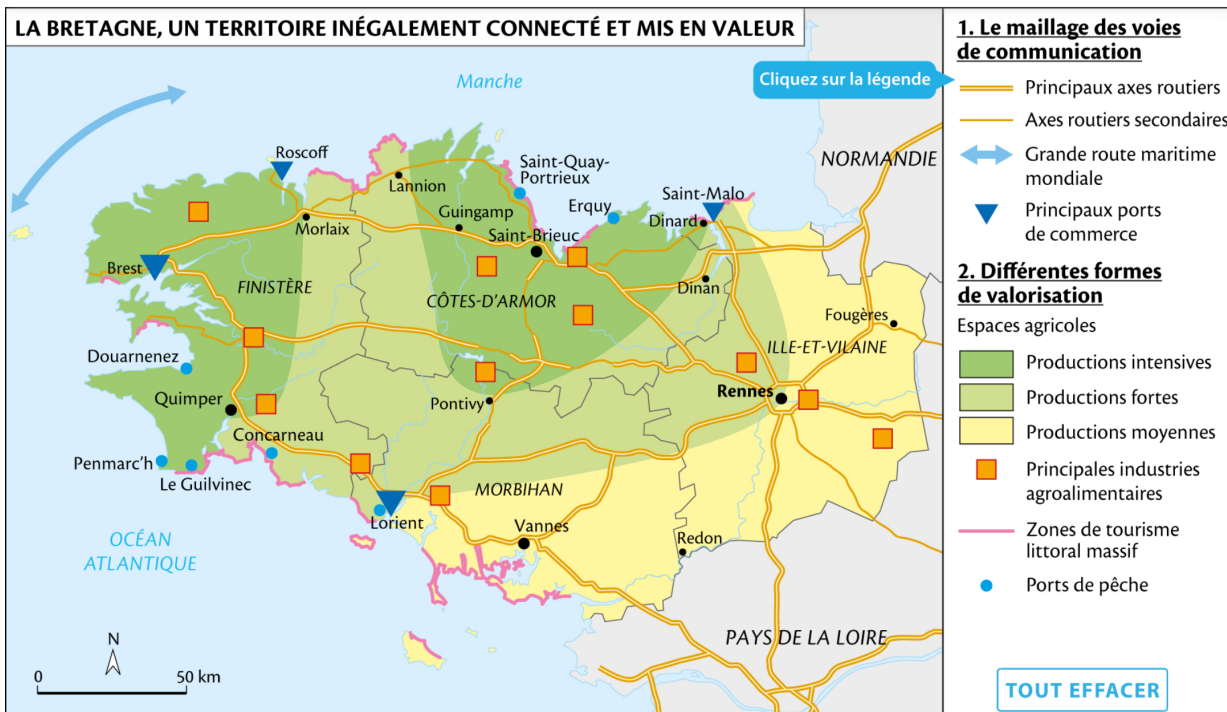 LA BRETAGNE, UN TERRITOIRE INÉGALEMENT CONNECTÉ ET MIS EN VALEUR
Manche
Roscoff
Lannion
Saint-Quay-
Portrieux
NORMANDIE
Saint-Malo
Erquy
Guingamp
Dinard
Morlaix
Saint-Brieuc
Brest
FINISTÈRE
CÔTES-D'ARMOR
Dinan
Fougères
Douarnenez
ILLE-ET-VILAINE
Rennes
Quimper
Pontivy
Concarneau
Penmarc'h
Le Guilvinec
MORBIHAN
Lorient
Vannes
Redon
OCÉAN
ATLANTIQUE
PAYS DE LA LOIRE
N
0 50 km
1. Le maillage des voies
de communication
Cliquez sur la légende
Principaux axes routiers
Axes routiers secondaires
Grande route maritime
mondiale
Principaux ports
de commerce
2. Différentes formes
de valorisation
Espaces agricoles
Productions intensives
Productions fortes
Productions moyennes
Principales industries
agroalimentaires
Zones de tourisme
littoral massif
Ports de pêche
TOUT EFFACER